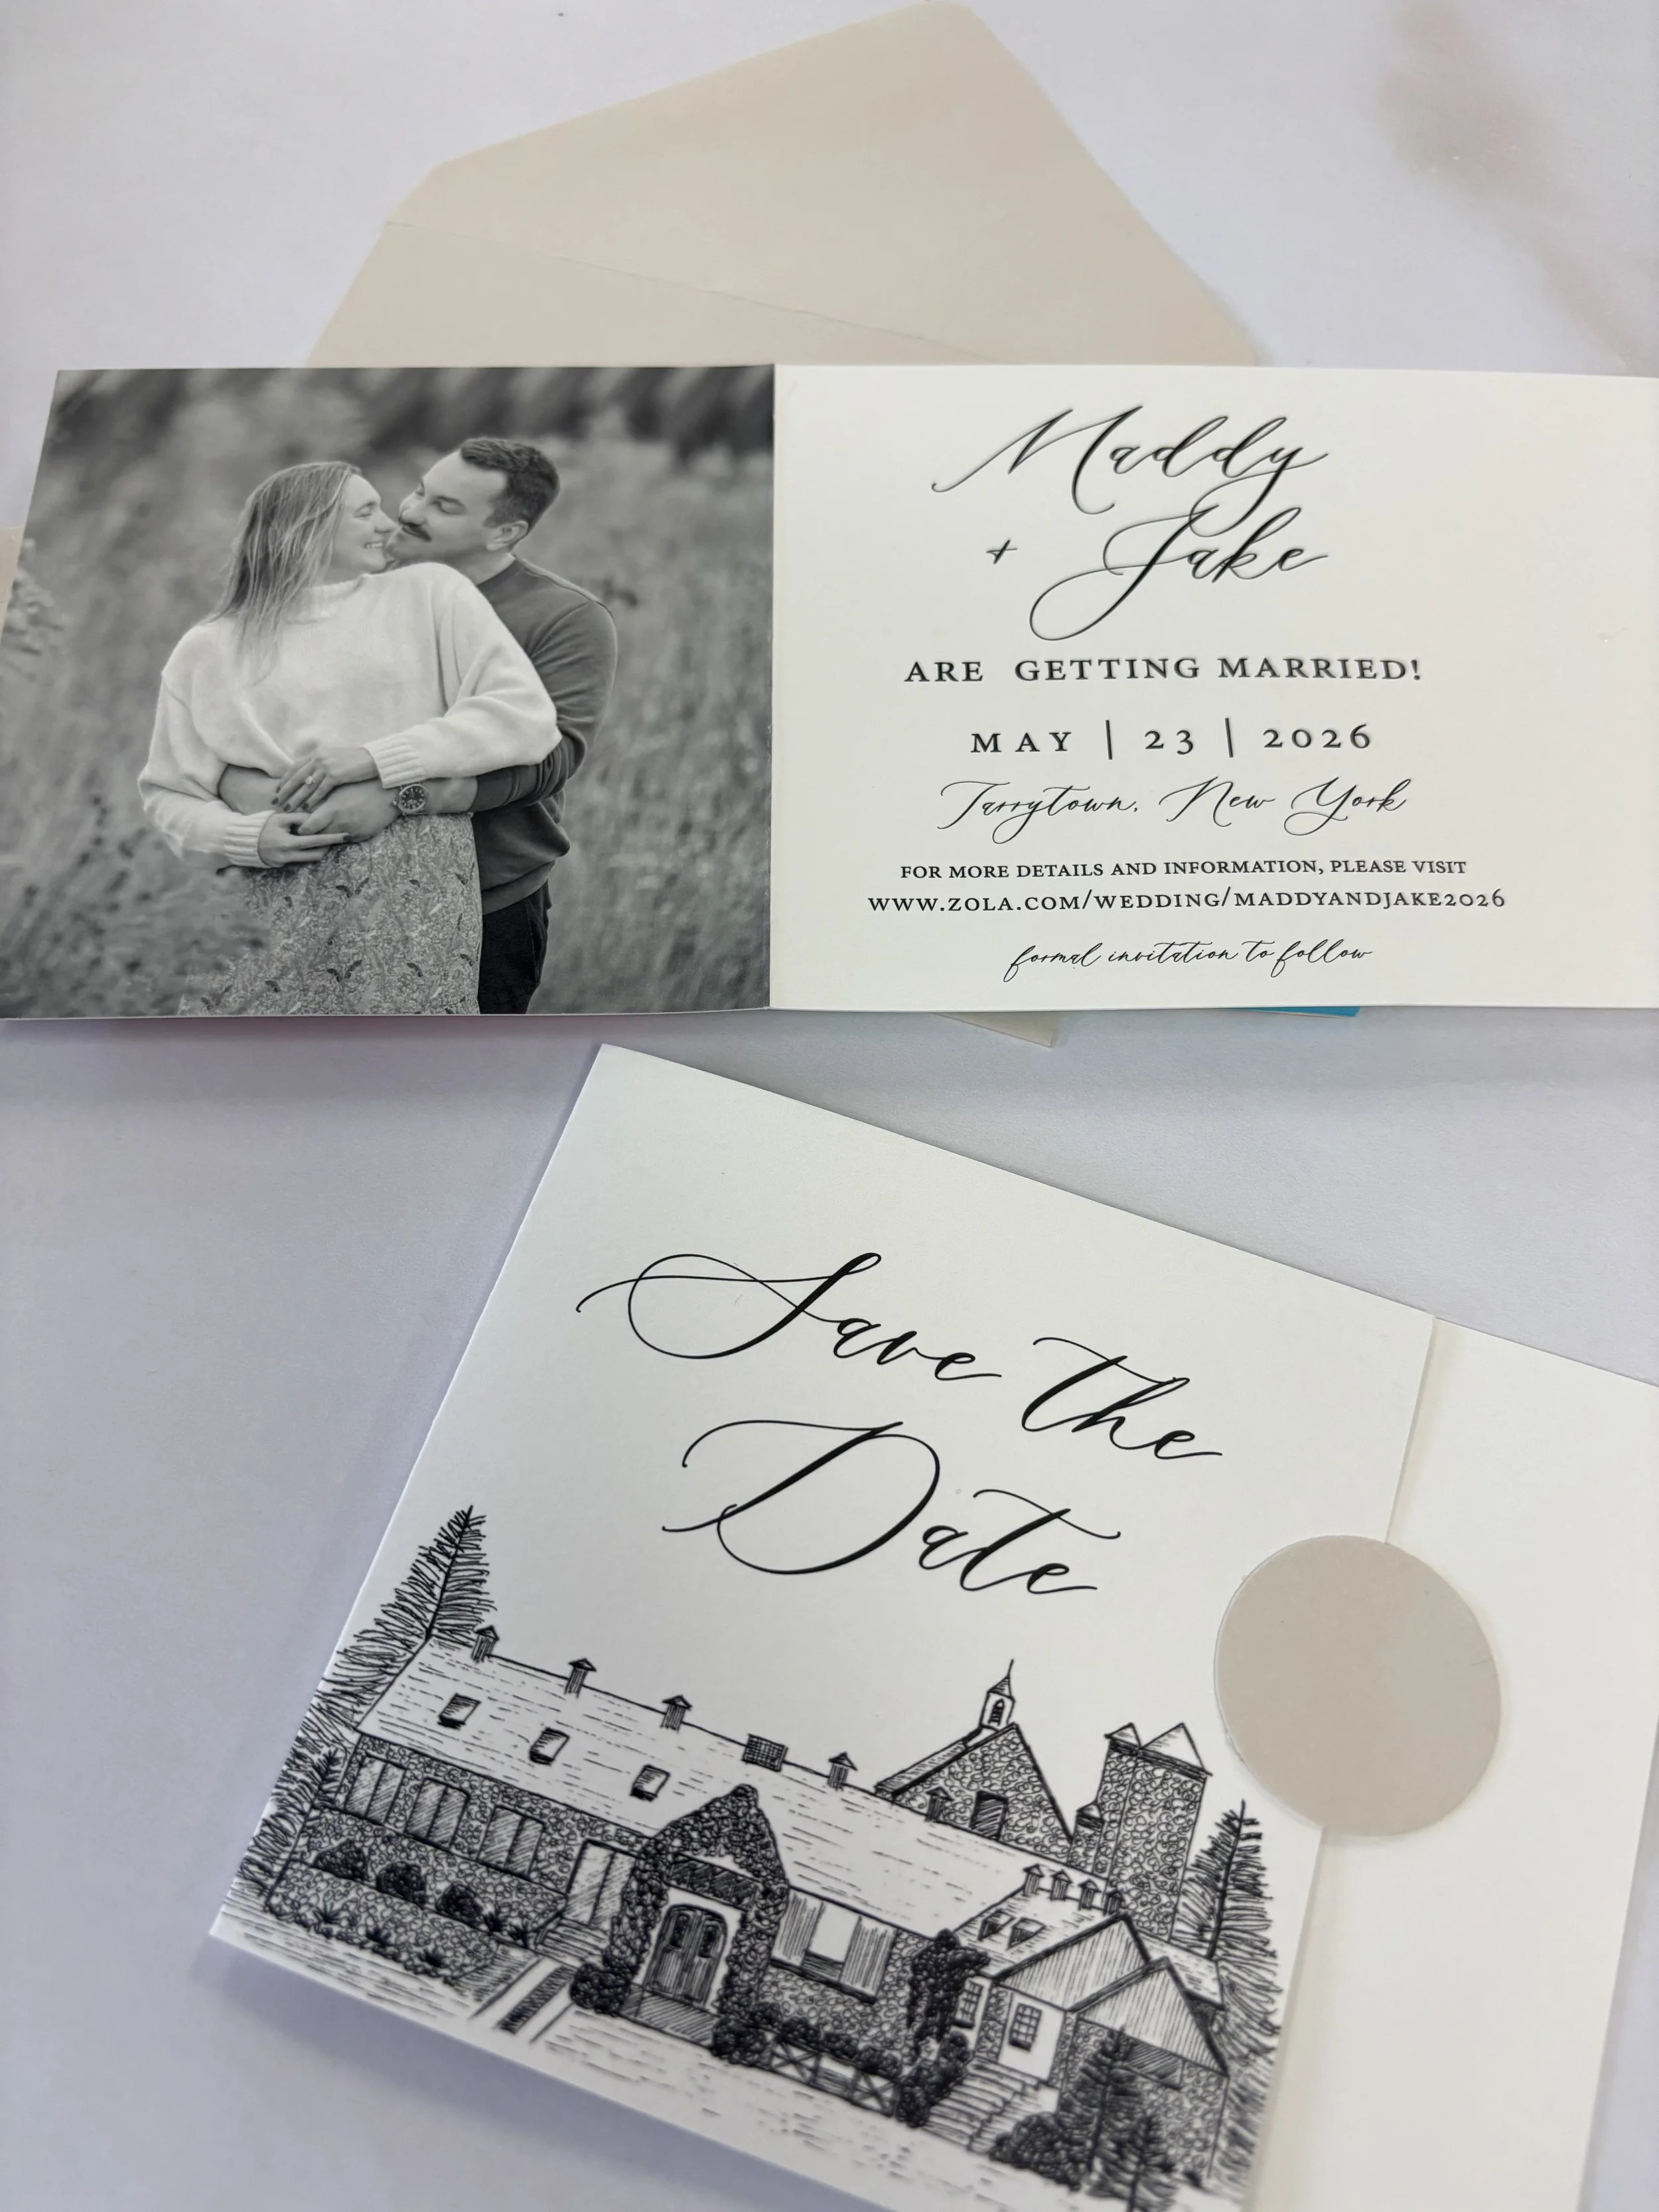 Maddy
+ Jake
ARE GETTING MARRIED!
MAY | 23 | 2026
Tarrytown, New York
FOR MORE DETAILS AND INFORMATION, PLEASE VISIT
WWW.ZOLA.COM/WEDDING/MADDYANDJAKE2026
formal invitation to follow
Save the
Date